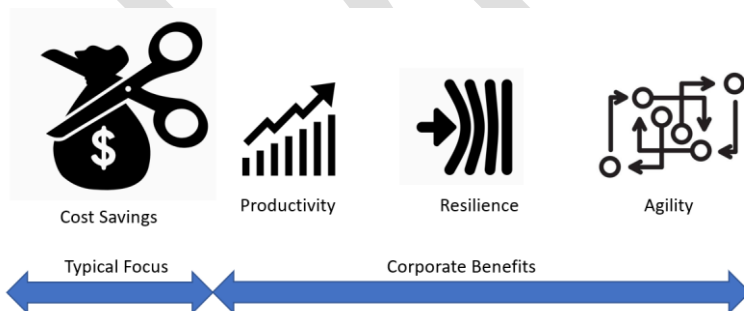 $
Cost Savings
Productivity
Resilience
Agility
Typical Focus
Corporate Benefits